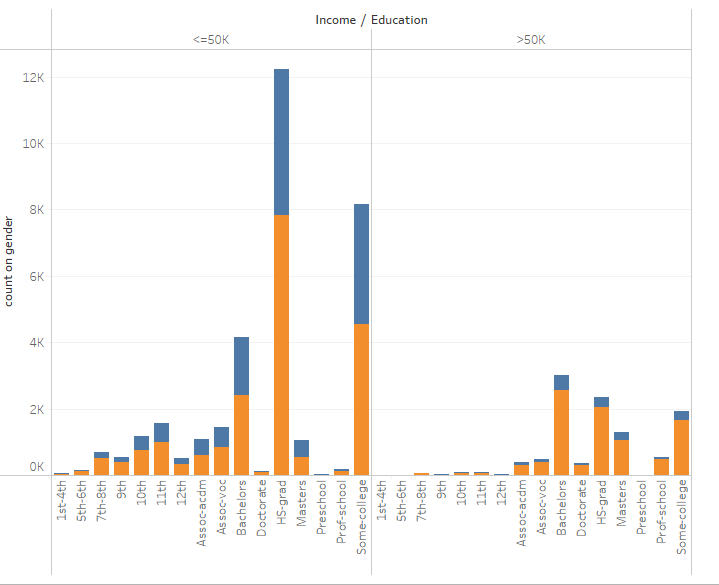 Income / Education
<=50K
>50K
count on gender
12K
10K
8K
6K
4K
2K
0K
1st-4th
5th-6th
7th-8th
9th
10th
11th
12th
Assoc-acdm
Assoc-voc
Bachelors
Doctorate
HS-grad
Masters
Preschool
Prof-school
Some-college
1st-4th
5th-6th
7th-8th
9th
10th
11th
12th
Assoc-acdm
Assoc-voc
Bachelors
Doctorate
HS-grad
Masters
Preschool
Prof-school
Some-college